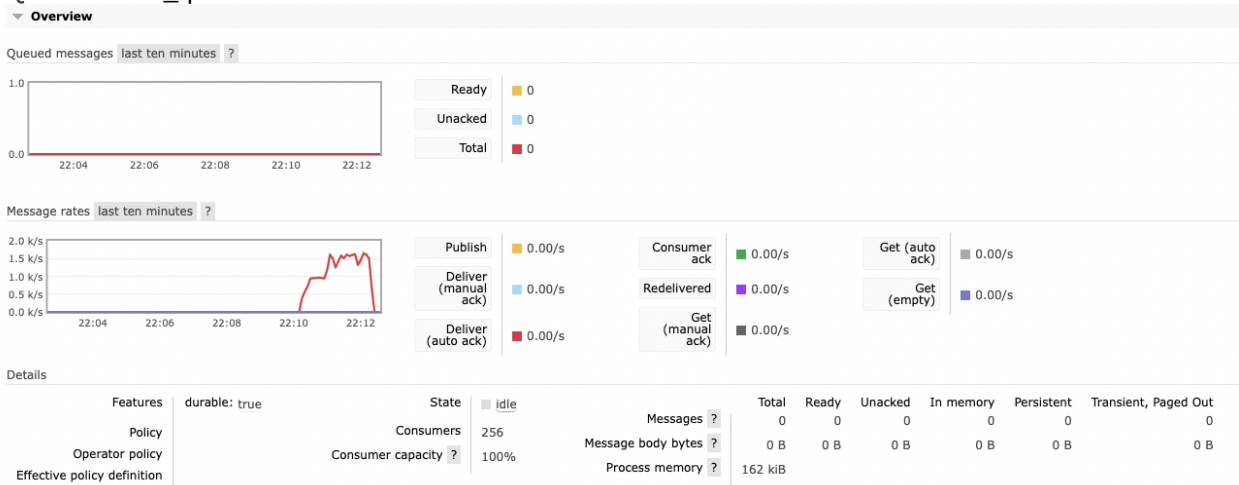 Overview
Queued messages last ten minutes ?
1.0
0.0
22:04 22:06 22:08 22:10 22:12
Ready 0
Unacked 0
Total 0
Message rates last ten minutes ?
2.0 k/s
1.5 k/s
1.0 k/s
0.5 k/s
0.0 k/s
22:04 22:06 22:08 22:10 22:12
Publish 0.00/s
Deliver
(manual
ack) 0.00/s
Deliver
(auto ack) 0.00/s
Consumer
ack 0.00/s
Redelivered 0.00/s
Get
(manual
ack) 0.00/s
Get (auto
ack) 0.00/s
Get
(empty) 0.00/s
Details
Features durable: true
Policy
Operator policy
Effective policy definition
State idle
Consumers 256
Consumer capacity ? 100%
Total Ready Unacked In memory Persistent Transient, Paged Out
Messages ? 0 0 0 0 0 0
Message body bytes ? 0 B 0 B 0 B 0 B 0 B 0 B
Process memory ? 162 kiB